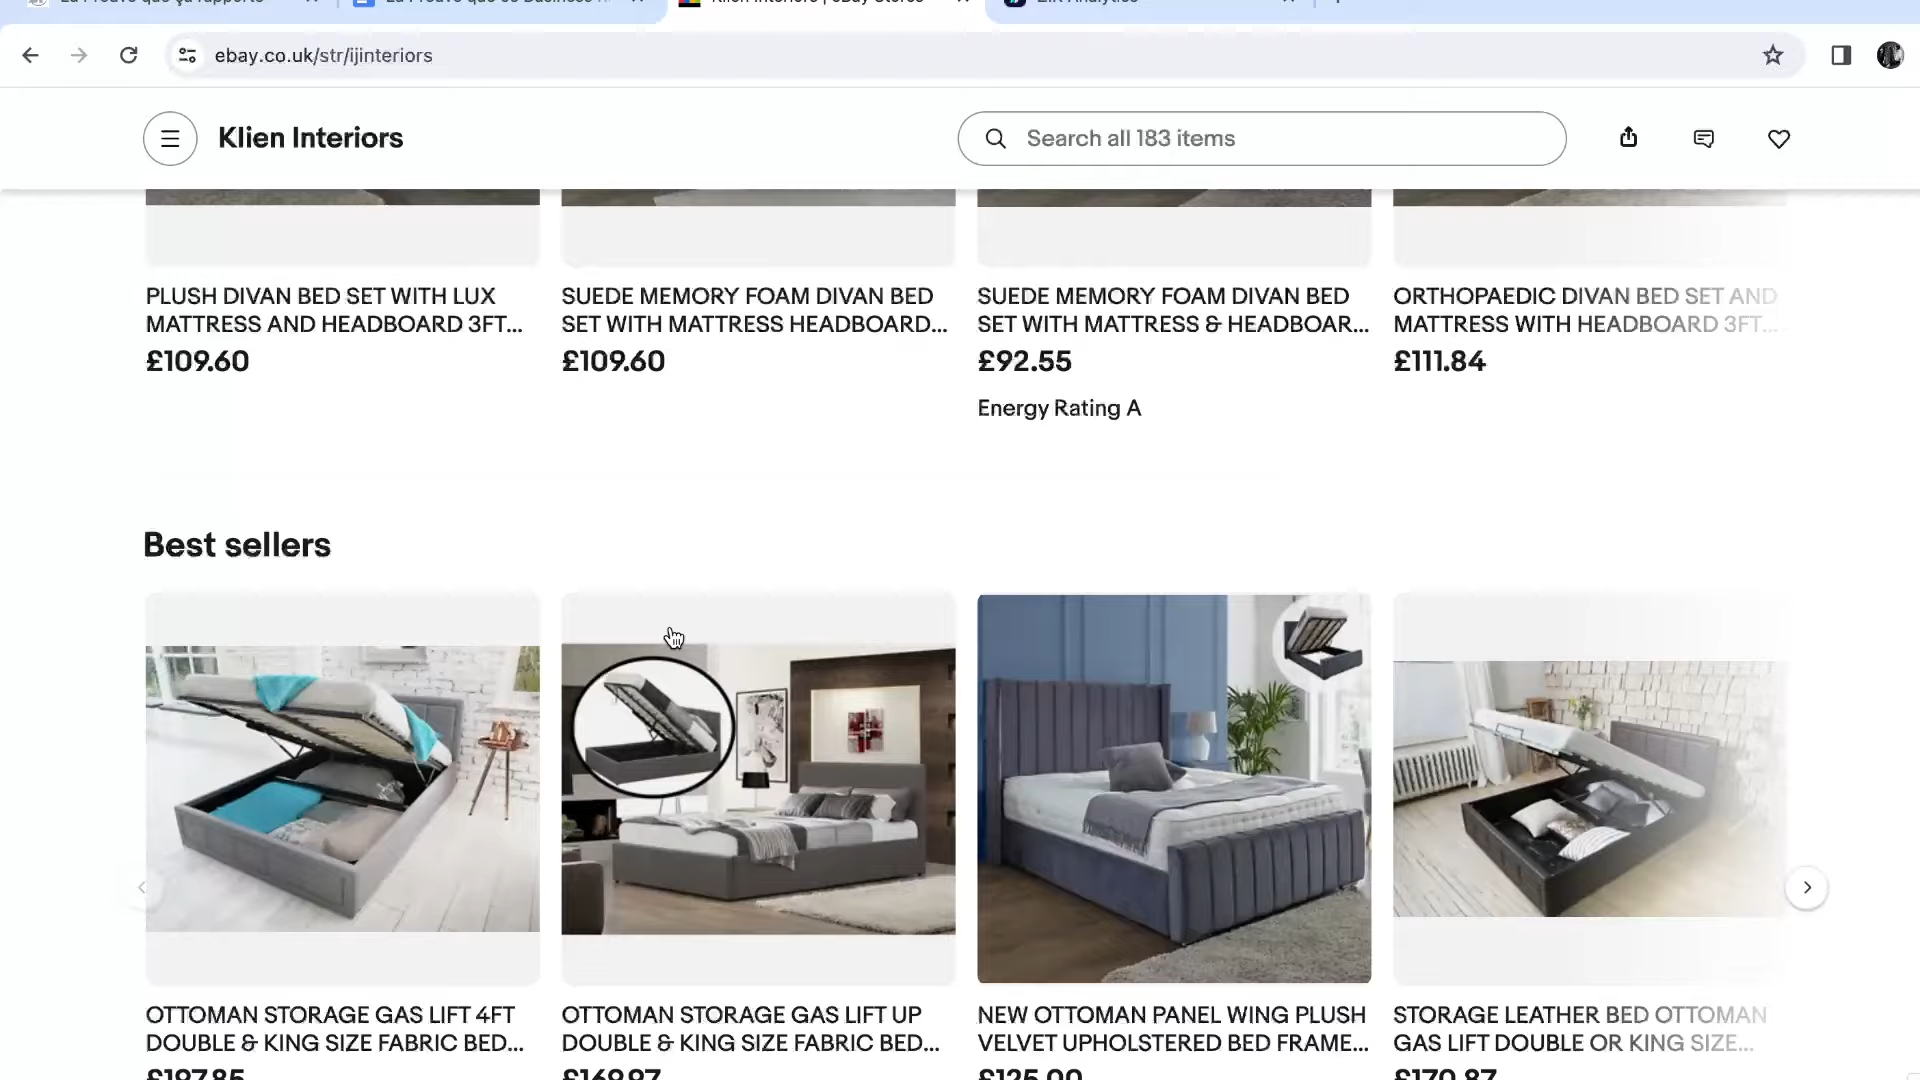 ebay.co.uk/str/ijinteriors
Klien Interiors
Search all 183 items
PLUSH DIVAN BED SET WITH LUX
MATTRESS AND HEADBOARD 3FT...
£109.60
SUEDE MEMORY FOAM DIVAN BED
SET WITH MATTRESS HEADBOARD...
£109.60
SUEDE MEMORY FOAM DIVAN BED
SET WITH MATTRESS & HEADBOAR...
£92.55
Energy Rating A
ORTHOPAEDIC DIVAN BED SET AND
MATTRESS WITH HEADBOARD 3FT...
£111.84
Best sellers
OTTOMAN STORAGE GAS LIFT 4FT
DOUBLE & KING SIZE FABRIC BED...
£197.85
OTTOMAN STORAGE GAS LIFT UP
DOUBLE & KING SIZE FABRIC BED...
£169.97
NEW OTTOMAN PANEL WING PLUSH
VELVET UPHOLSTERED BED FRAME...
£125.00
STORAGE LEATHER BED OTTOMAN
GAS LIFT DOUBLE OR KING SIZE...
£170.87